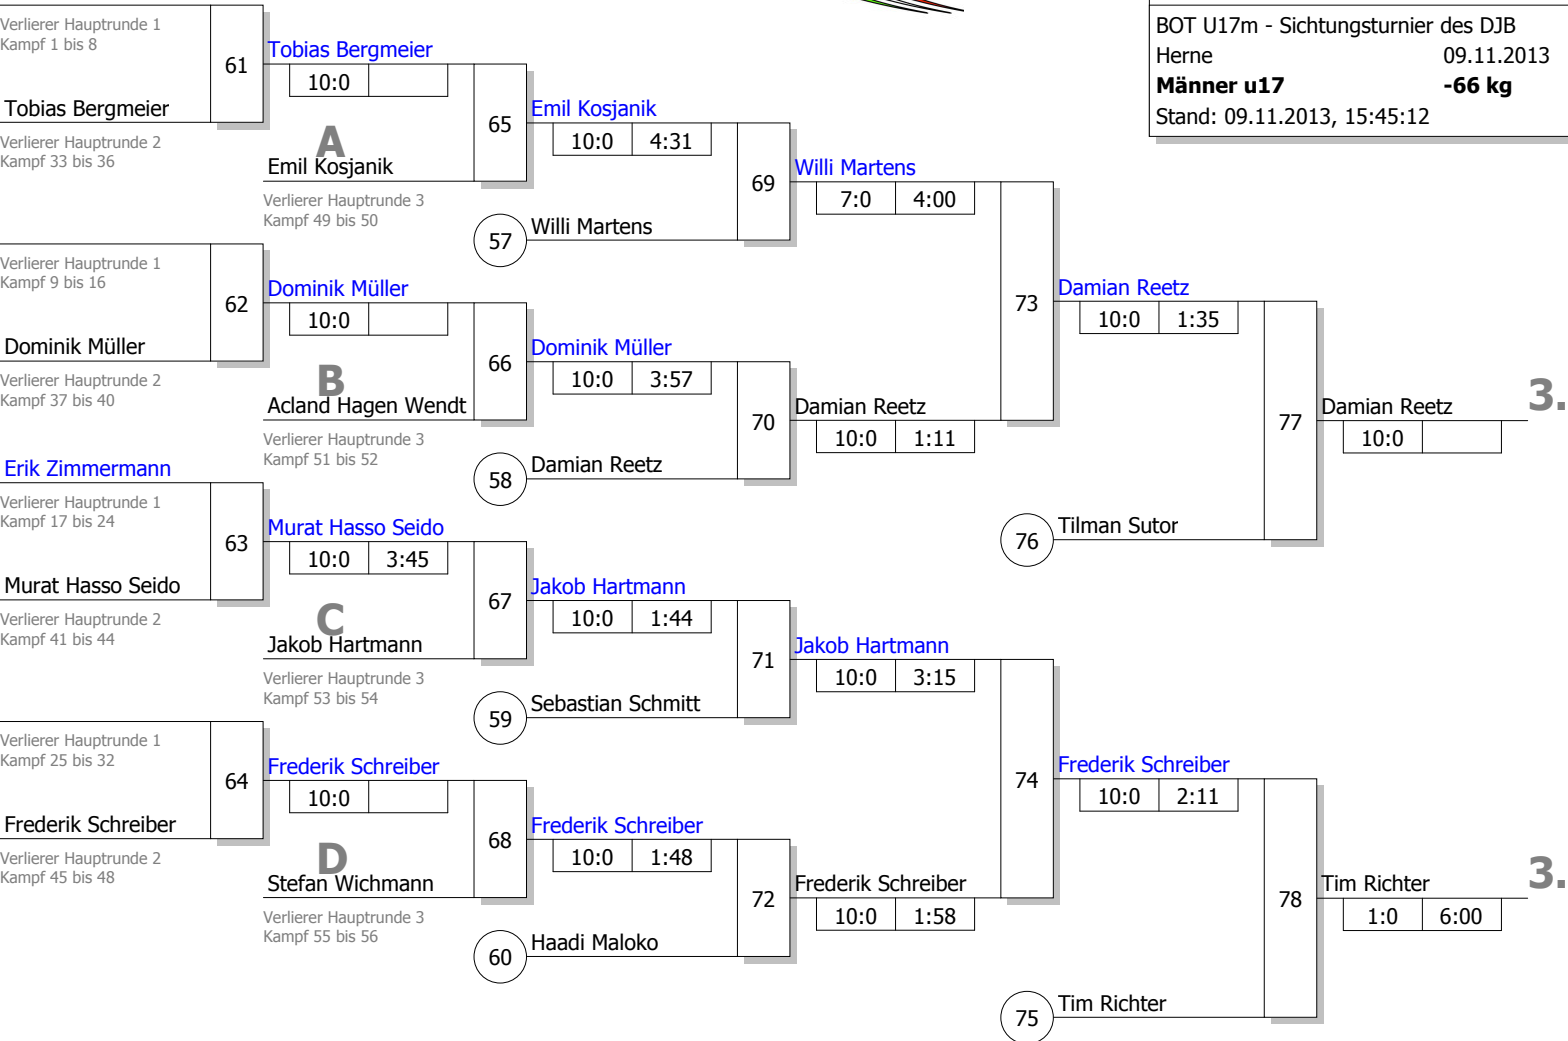 BOT U17m - Sichtungsturnier des DJB
Herne 09.11.2013
Männer u17 -66 kg
Stand: 09.11.2013, 15:45:12
Verlierer Hauptrunde 1
Kampf 1 bis 8
61
Tobias Bergmeier
10:0
Tobias Bergmeier
Verlierer Hauptrunde 2
Kampf 33 bis 36
A
65
Emil Kosjanik
10:0 4:31
Emil Kosjanik
Verlierer Hauptrunde 3
Kampf 49 bis 50
69
Willi Martens
7:0 4:00
57
Willi Martens
Verlierer Hauptrunde 1
Kampf 9 bis 16
62
Dominik Müller
10:0
Dominik Müller
Verlierer Hauptrunde 2
Kampf 37 bis 40
B
66
Dominik Müller
10:0 3:57
Acland Hagen Wendt
Verlierer Hauptrunde 3
Kampf 51 bis 52
70
Damian Reetz
10:0 1:11
58
Damian Reetz
73
Damian Reetz
10:0 1:35
77
Damian Reetz
10:0
3.
76
Tilman Sutor
Erik Zimmermann
Verlierer Hauptrunde 1
Kampf 17 bis 24
63
Murat Hasso Seido
10:0 3:45
Murat Hasso Seido
Verlierer Hauptrunde 2
Kampf 41 bis 44
C
67
Jakob Hartmann
10:0 1:44
Jakob Hartmann
Verlierer Hauptrunde 3
Kampf 53 bis 54
71
Jakob Hartmann
10:0 3:15
59
Sebastian Schmitt
Verlierer Hauptrunde 1
Kampf 25 bis 32
64
Frederik Schreiber
10:0
Frederik Schreiber
Verlierer Hauptrunde 2
Kampf 45 bis 48
D
68
Frederik Schreiber
10:0 1:48
Stefan Wichmann
Verlierer Hauptrunde 3
Kampf 55 bis 56
72
Frederik Schreiber
10:0 1:58
60
Haadi Maloko
74
Frederik Schreiber
10:0 2:11
78
Tim Richter
1:0 6:00
3.
75
Tim Richter